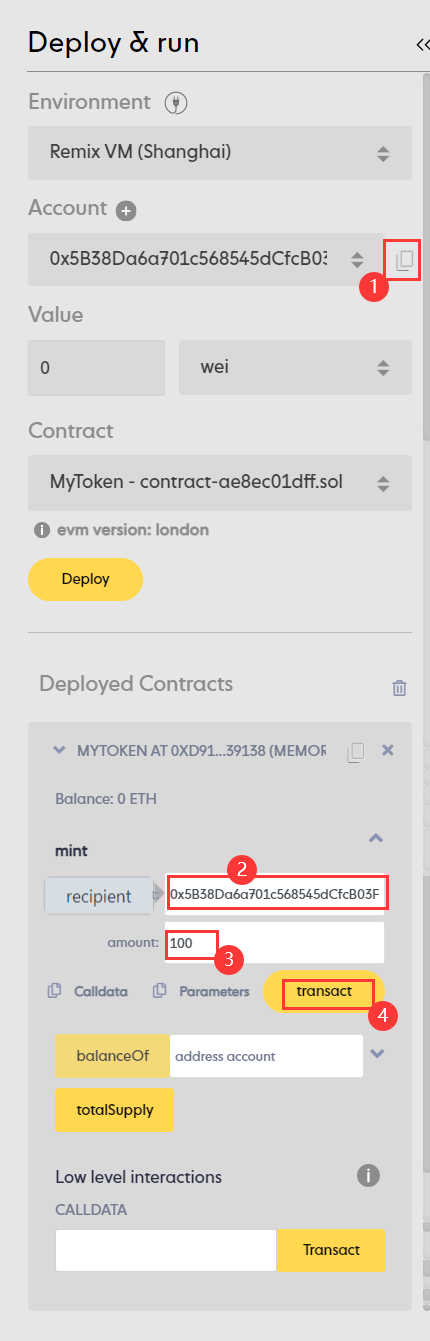 Deploy & run
Environment
Remix VM (Shanghai)
Account
0x5B38Da6a701c568545dCfcB03
1
Value
0
wei
Contract
MyToken - contract-ae8ec01dff.sol
evm version: london
Deploy
Deployed Contracts
MYTOKEN AT 0XD91...39138 (MEMOR
Balance: 0 ETH
mint
2
recipient
0x5B38Da6a701c568545dCfcB03F
amount:
100
3
Calldata
Parameters
transact
4
balanceOf
address account
totalSupply
Low level interactions
CALLDATA
Transact